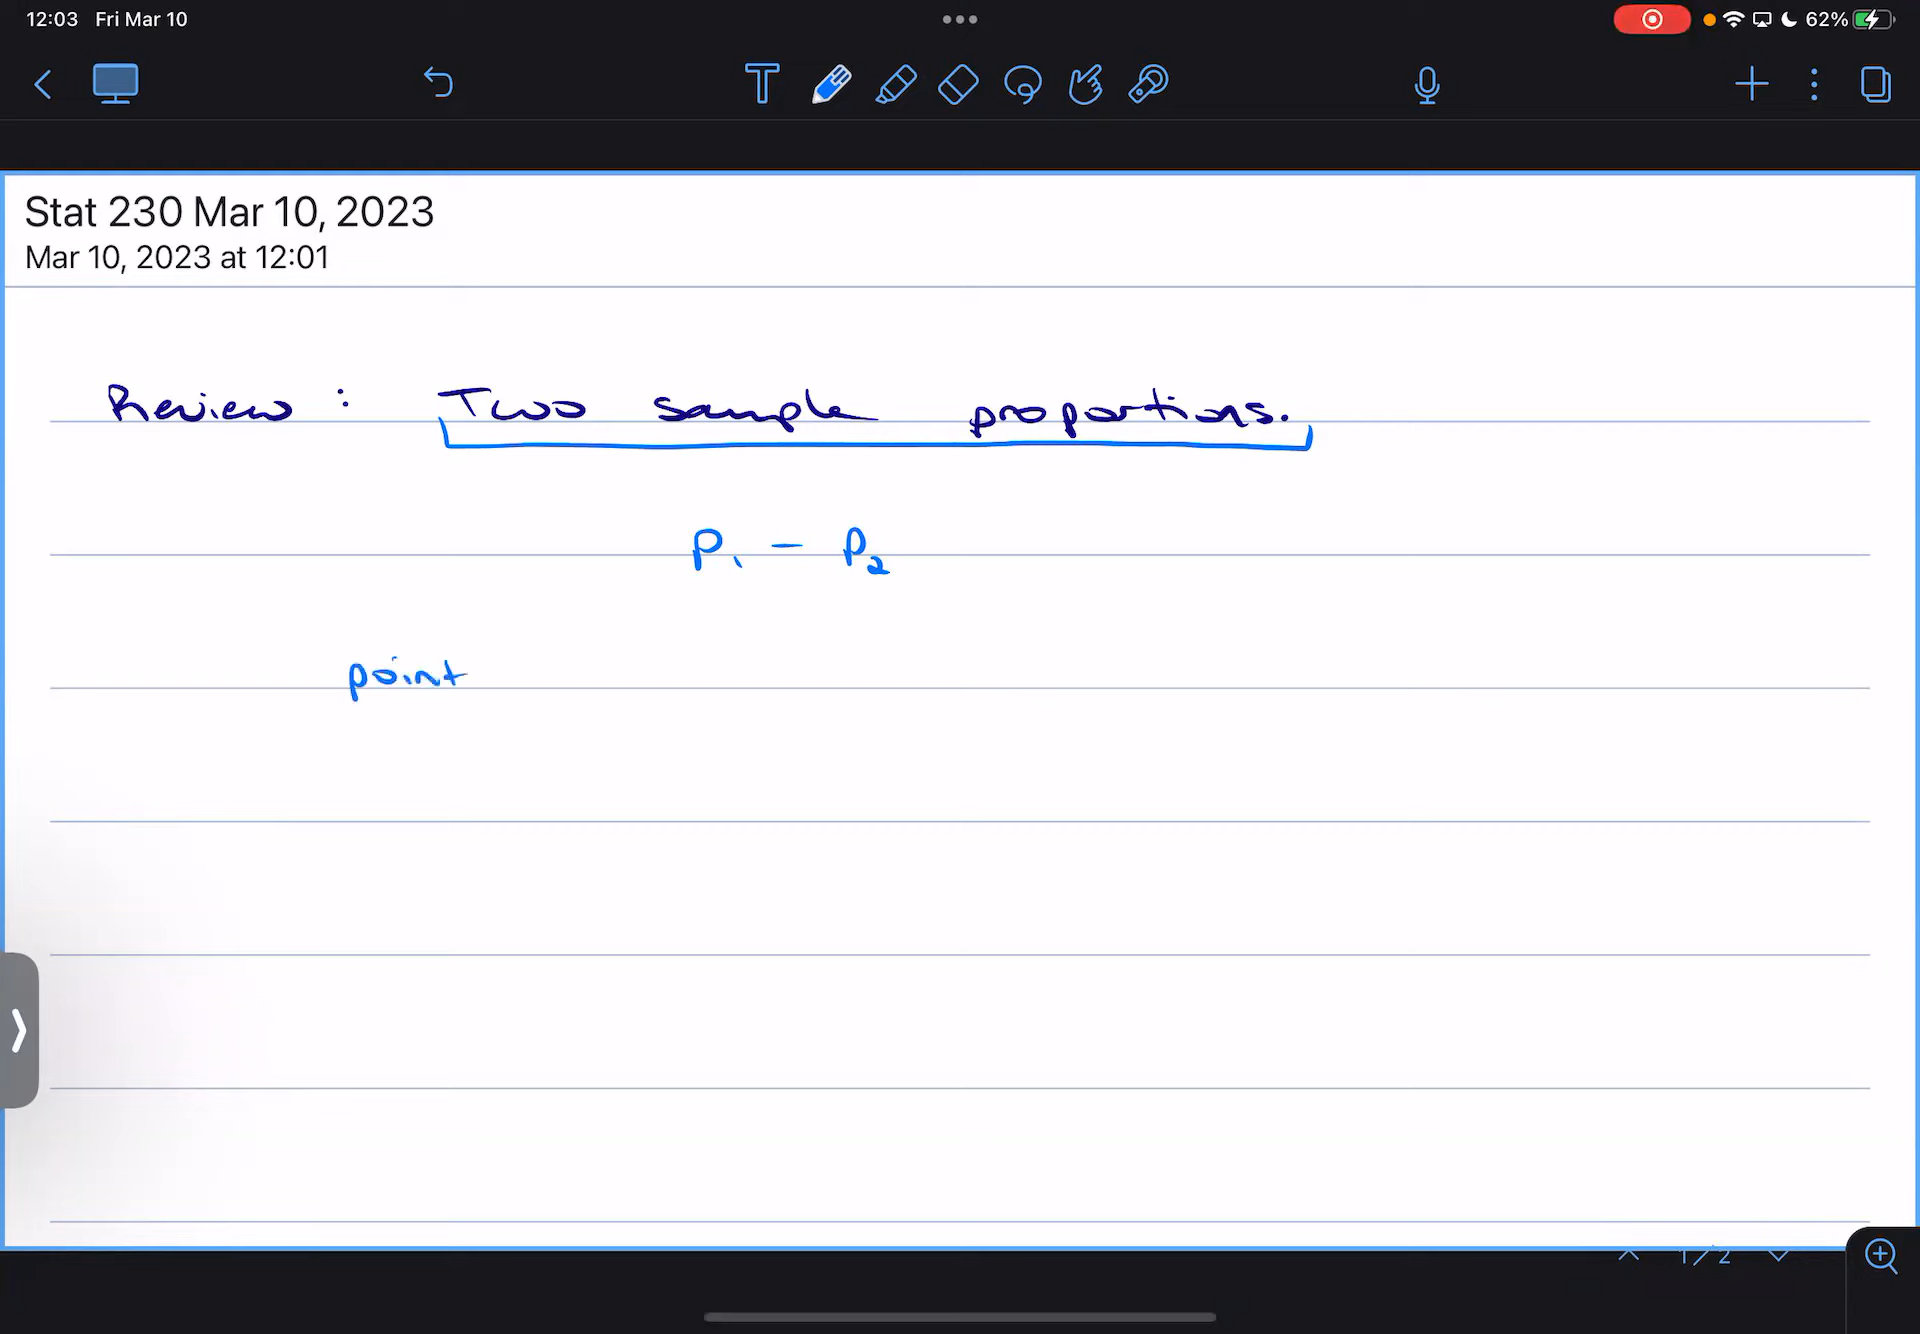 12:03 Fri Mar 10 62%
Stat 230 Mar 10, 2023
Mar 10, 2023 at 12:01
Review : Two sample proportions.
P₁ - P₂
point
1/2